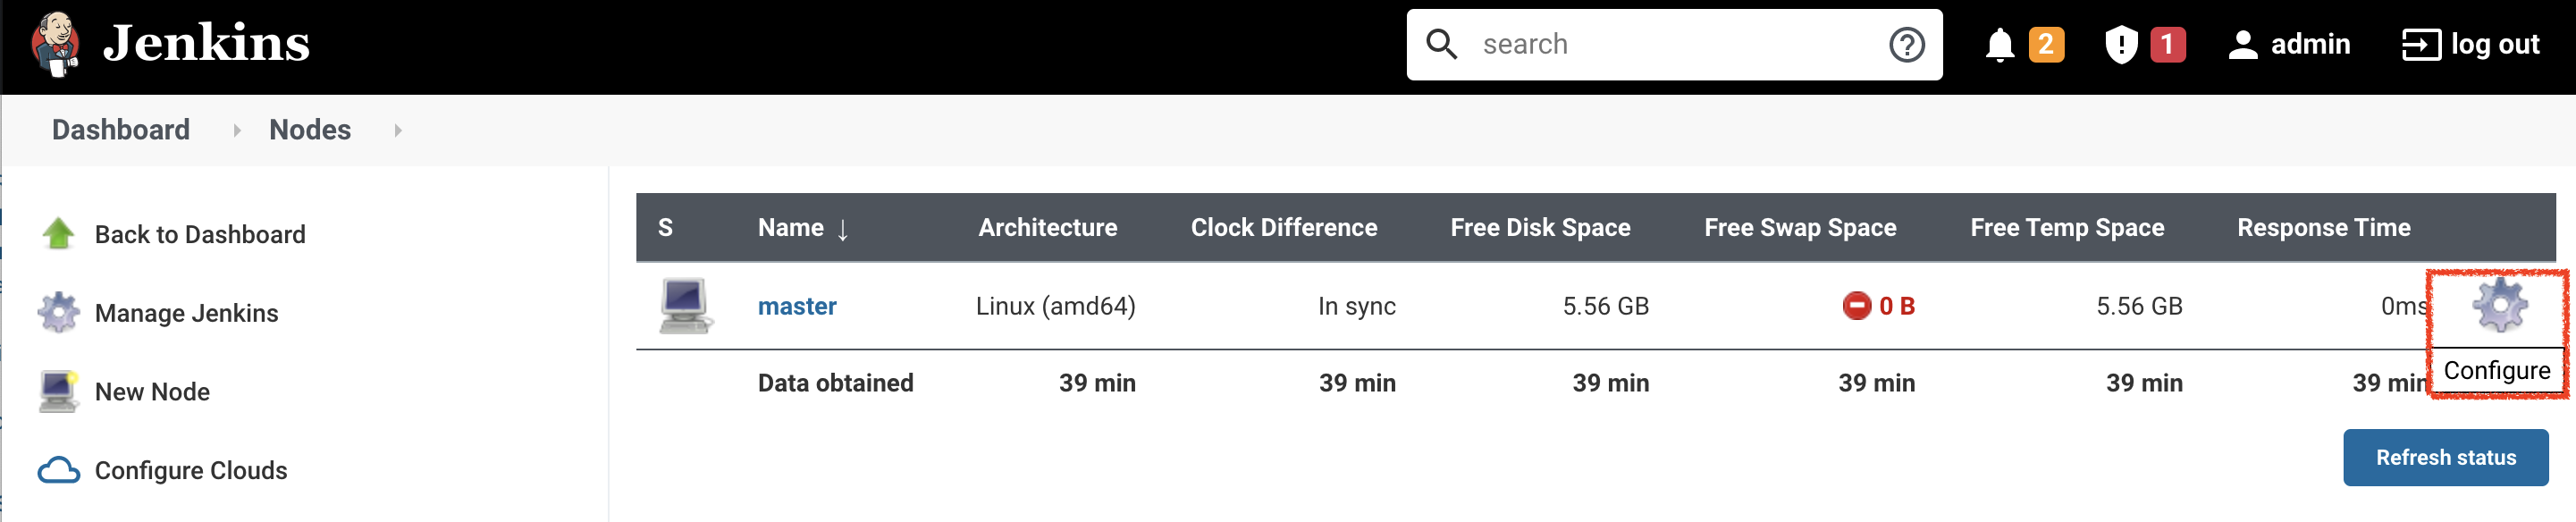 Jenkins
search
2
1
admin
log out
Dashboard
Nodes
Back to Dashboard
Manage Jenkins
New Node
Configure Clouds
S Name ↓ Architecture Clock Difference Free Disk Space Free Swap Space Free Temp Space Response Time
master Linux (amd64) In sync 5.56 GB 0 B 5.56 GB 0ms
Data obtained 39 min 39 min 39 min 39 min 39 min 39 min
Configure
Refresh status